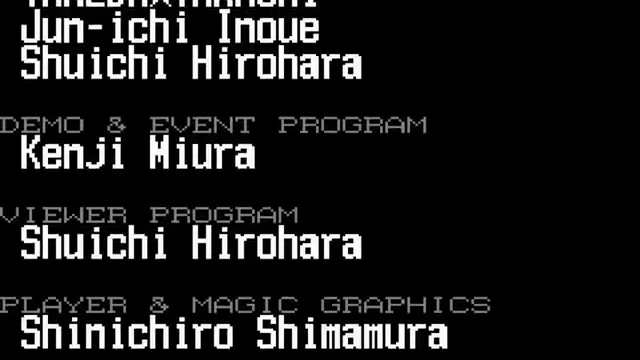 Jun-ichi Inoue
Shuichi Hirohara
DEMO & EVENT PROGRAM
Kenji Miura
VIEWER PROGRAM
Shuichi Hirohara
PLAYER & MAGIC GRAPHICS
Shinichiro Shimamura